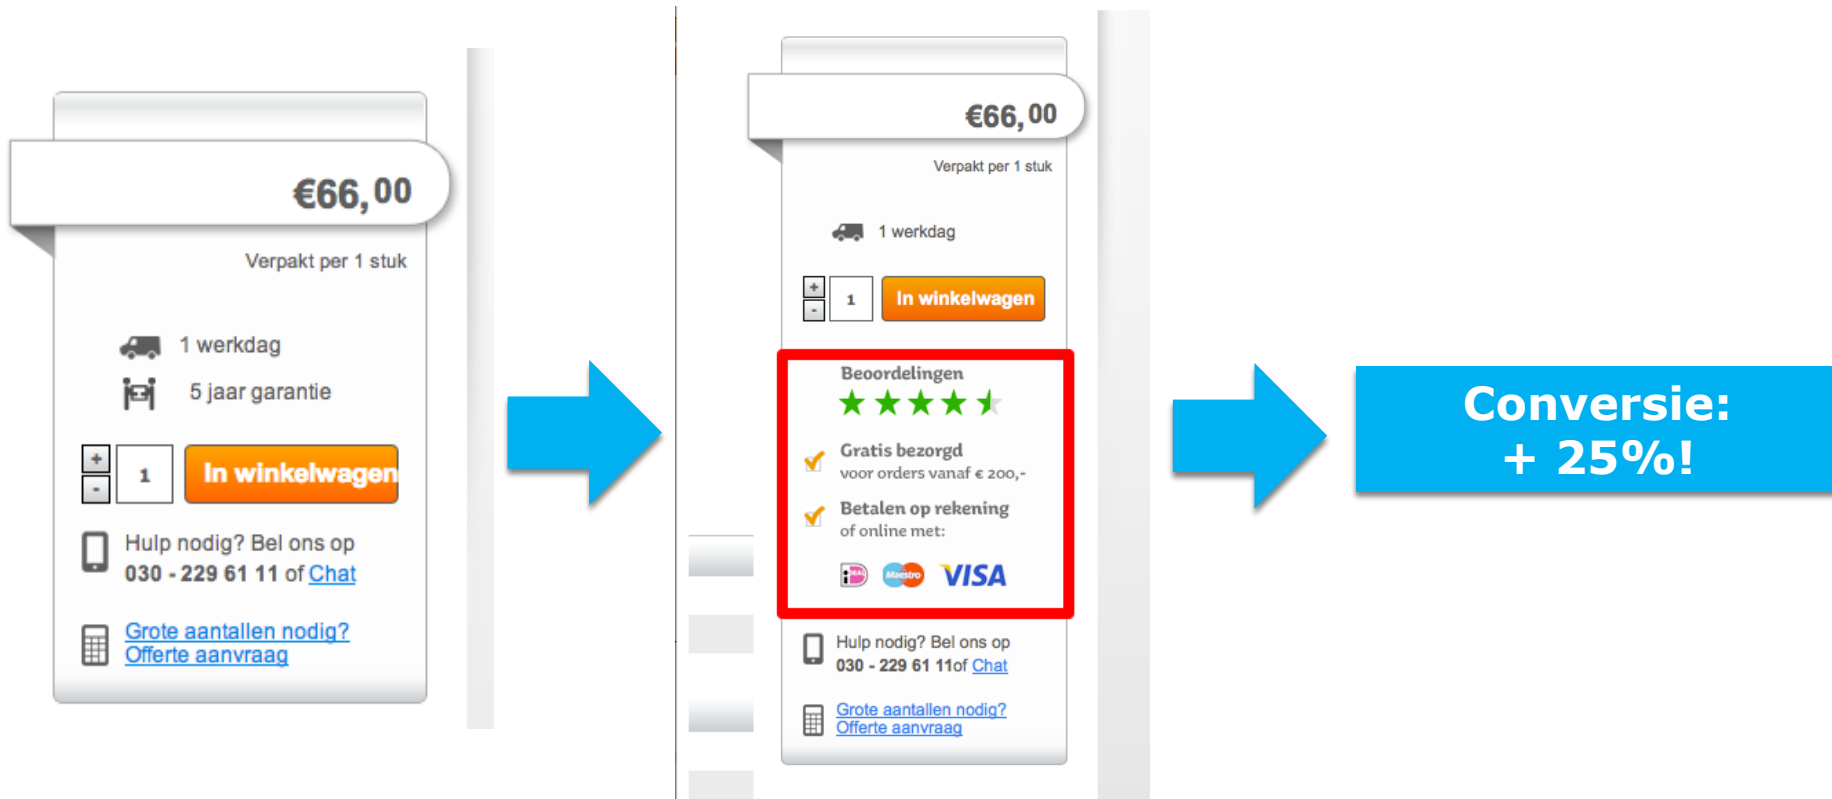 €66,00
Verpakt per 1 stuk
1 werkdag
5 jaar garantie
+
-
1
In winkelwagen
Hulp nodig? Bel ons op
030 - 229 61 11 of Chat
Grote aantallen nodig?
Offerte aanvraag
€66,00
Verpakt per 1 stuk
1 werkdag
+
-
1
In winkelwagen
Beoordelingen
Gratis bezorgd
voor orders vanaf € 200,-
Betalen op rekening
of online met:
iDEAL Maestro VISA
Hulp nodig? Bel ons op
030 - 229 61 11of Chat
Grote aantallen nodig?
Offerte aanvraag
Conversie:
+ 25%!